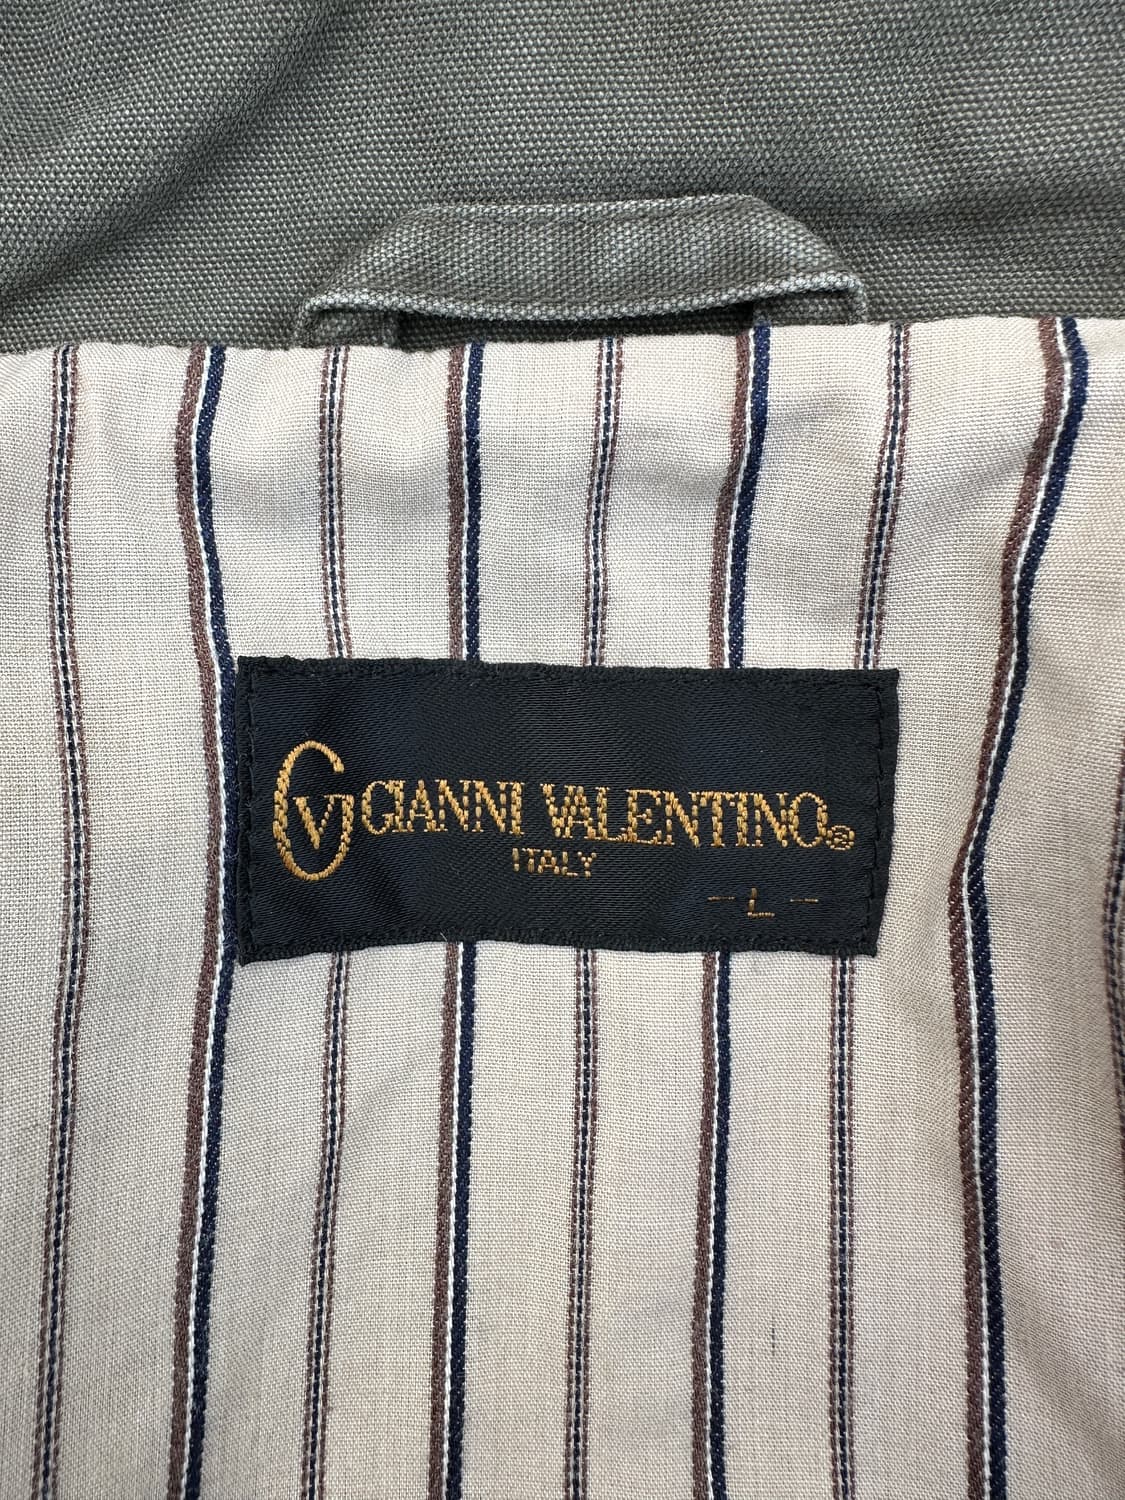 GV GIANNI VALENTINO®
ITALY
- L -